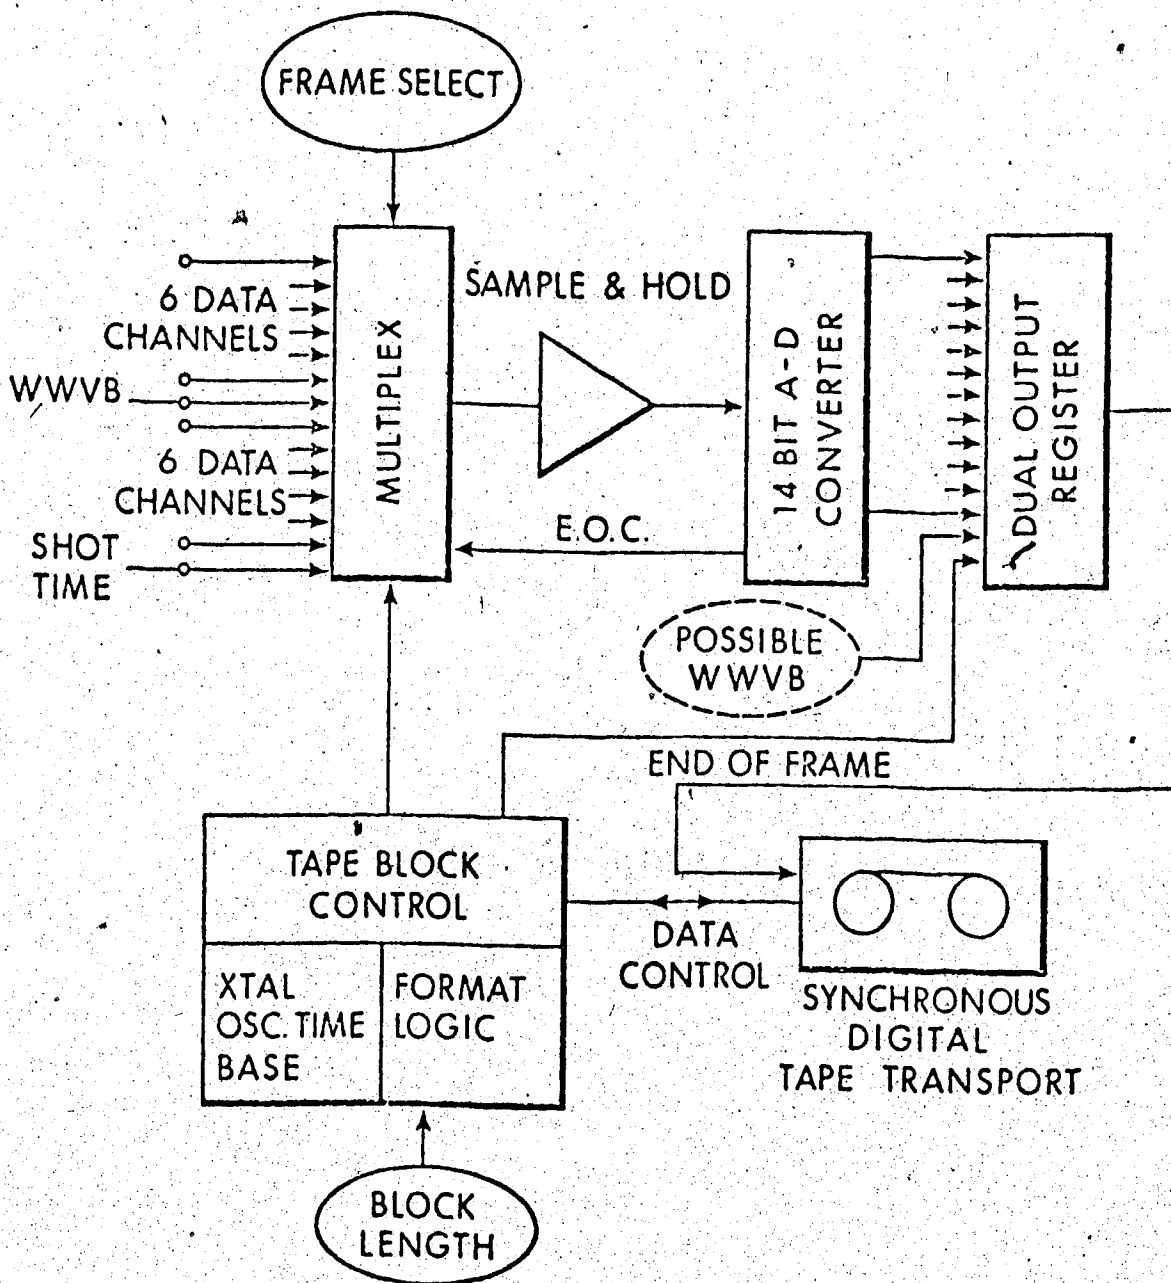 FRAME SELECT
6 DATA
CHANNELS
WWVB
6 DATA
CHANNELS
SHOT
TIME
MULTIPLEX
SAMPLE & HOLD
E.O.C.
14 BIT A-D
CONVERTER
DUAL OUTPUT
REGISTER
POSSIBLE
WWVB
END OF FRAME
TAPE BLOCK
CONTROL
XTAL
OSC. TIME
BASE
FORMAT
LOGIC
DATA
CONTROL
SYNCHRONOUS
DIGITAL
TAPE TRANSPORT
BLOCK
LENGTH